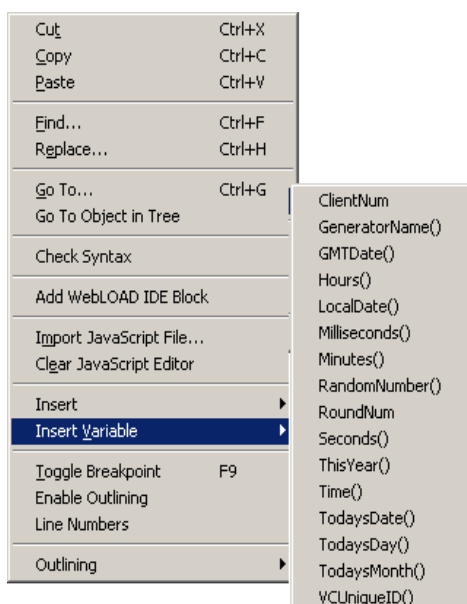 Cut Ctrl+X
Copy Ctrl+C
Paste Ctrl+V
Find... Ctrl+F
Replace... Ctrl+H
Go To... Ctrl+G
Go To Object in Tree
Check Syntax
Add WebLOAD IDE Block
Import JavaScript File...
Clear JavaScript Editor
Insert
Insert Variable
Toggle Breakpoint F9
Enable Outlining
Line Numbers
Outlining
ClientNum
GeneratorName()
GMTDate()
Hours()
LocalDate()
Milliseconds()
Minutes()
RandomNumber()
RoundNum
Seconds()
ThisYear()
Time()
TodaysDate()
TodaysDay()
TodaysMonth()
VCUniqueID()